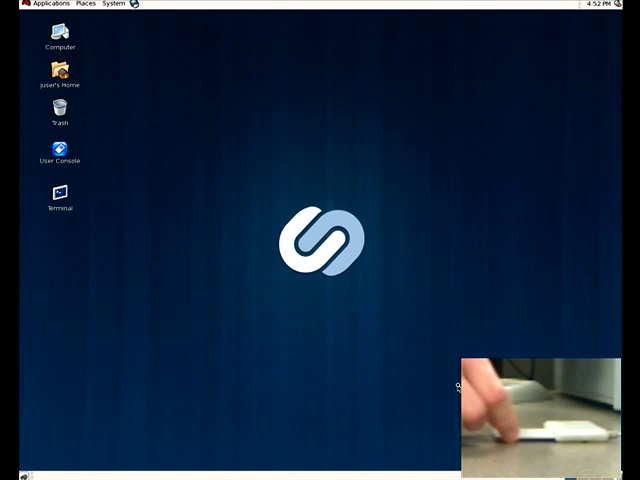 Applications Places System 4:52 PM
Computer
juser's Home
Trash
User Console
Terminal